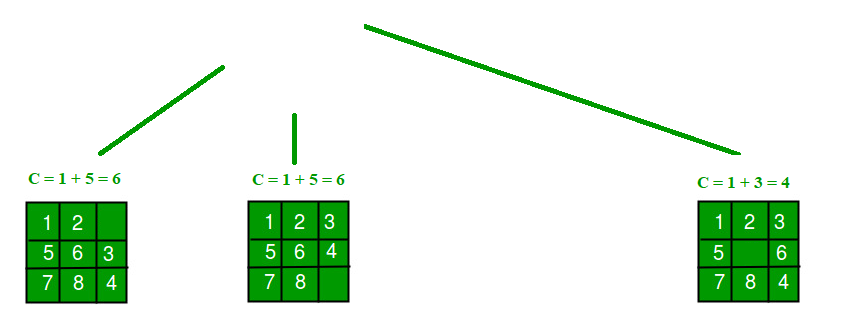 C = 1 + 5 = 6
1 2
5 6 3
7 8 4
C = 1 + 5 = 6
1 2 3
5 6 4
7 8
C = 1 + 3 = 4
1 2 3
5 6
7 8 4